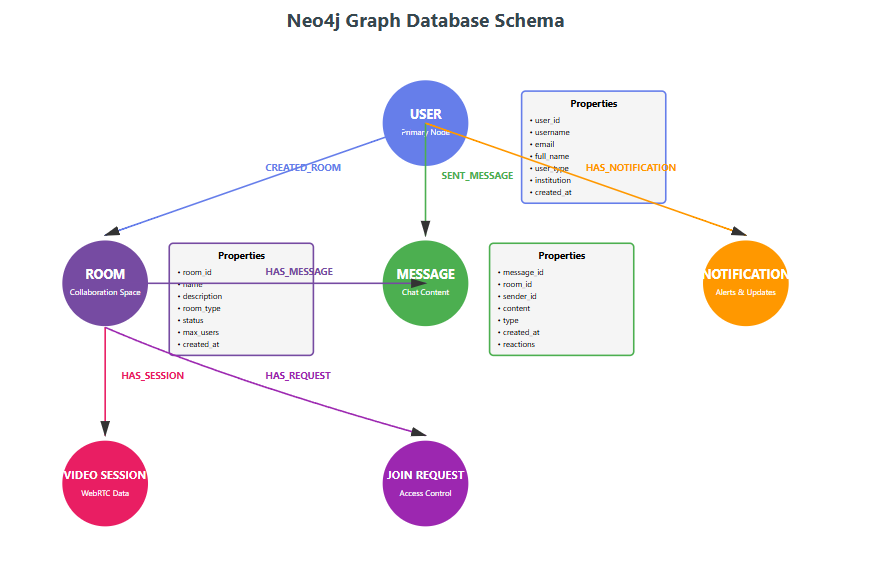 Neo4j Graph Database Schema
USER
Primary Node
Properties
• user_id
• username
• email
• full_name
• user_type
• institution
• created_at
CREATED_ROOM
SENT_MESSAGE
HAS_NOTIFICATION
ROOM
Collaboration Space
Properties
• room_id
• name
• description
• room_type
• status
• max_users
• created_at
HAS_MESSAGE
MESSAGE
Chat Content
Properties
• message_id
• room_id
• sender_id
• content
• type
• created_at
• reactions
NOTIFICATION
Alerts & Updates
HAS_SESSION
HAS_REQUEST
VIDEO SESSION
WebRTC Data
JOIN REQUEST
Access Control